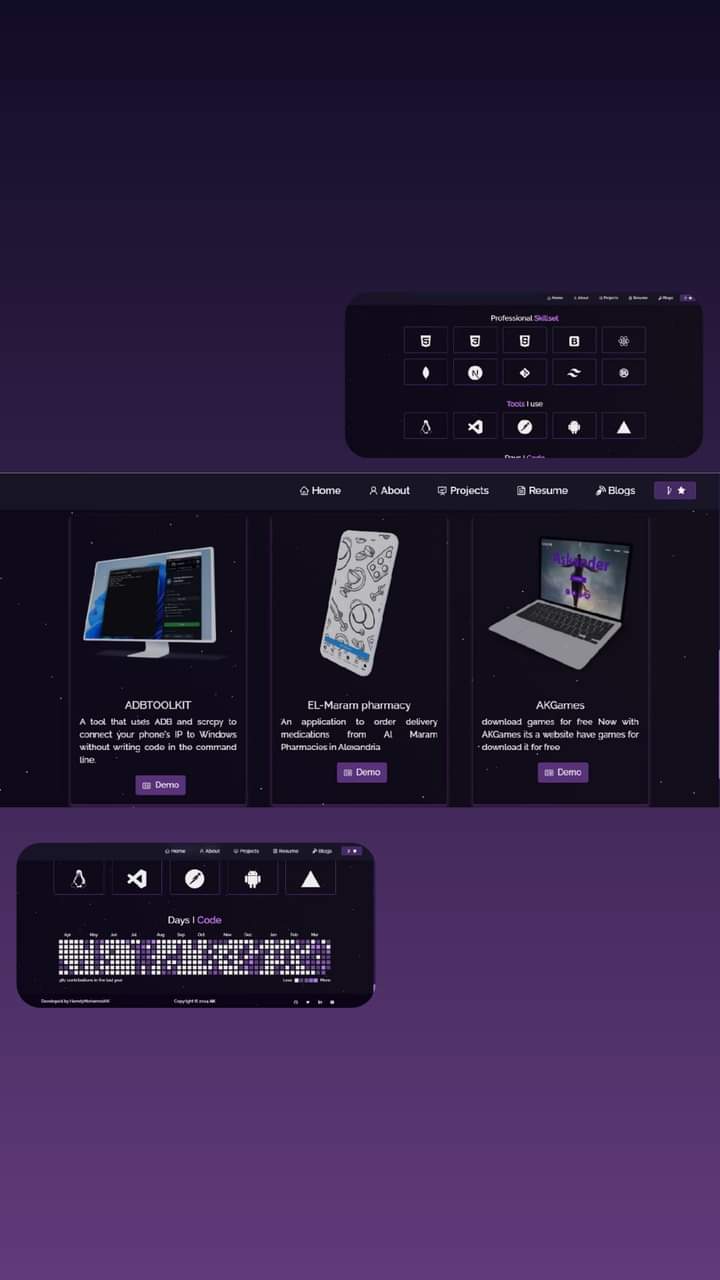 Home About Projects Resume Blogs
Professional Skillset
Tools I use
Days I Code
Home About Projects Resume Blogs
ADBTOOLKIT
A tool that uses ADB and scrcpy to
connect your phone's IP to Windows
without writing code in the command
line.
Demo
EL-Maram pharmacy
An application to order delivery
medications from Al Maram
Pharmacies in Alexandria
Demo
AKGames
download games for free Now with
AKGames its a website have games for
download it for free
Demo
Home About Projects Resume Blogs
Days I Code
Apr May Jun Jul Aug Sep Oct Nov Dec Jan Feb Mar
contributions in the last year
Less More
Developed by
Copyright © 2024 AK